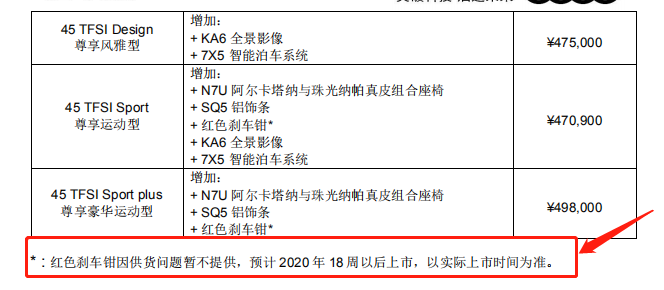 45 TFSI Design
尊享风雅型
增加:
+ KA6 全景影像
+ 7X5 智能泊车系统
¥475,000
45 TFSI Sport
尊享运动型
增加:
+ N7U 阿尔卡塔纳与珠光纳帕真皮组合座椅
+ SQ5 铝饰条
+ 红色刹车钳*
+ KA6 全景影像
+ 7X5 智能泊车系统
¥470,900
45 TFSI Sport plus
尊享豪华运动型
增加:
+ N7U 阿尔卡塔纳与珠光纳帕真皮组合座椅
+ SQ5 铝饰条
+ 红色刹车钳*
¥498,000
*：红色刹车钳因供货问题暂不提供，预计 2020 年 18 周以后上市，以实际上市时间为准。